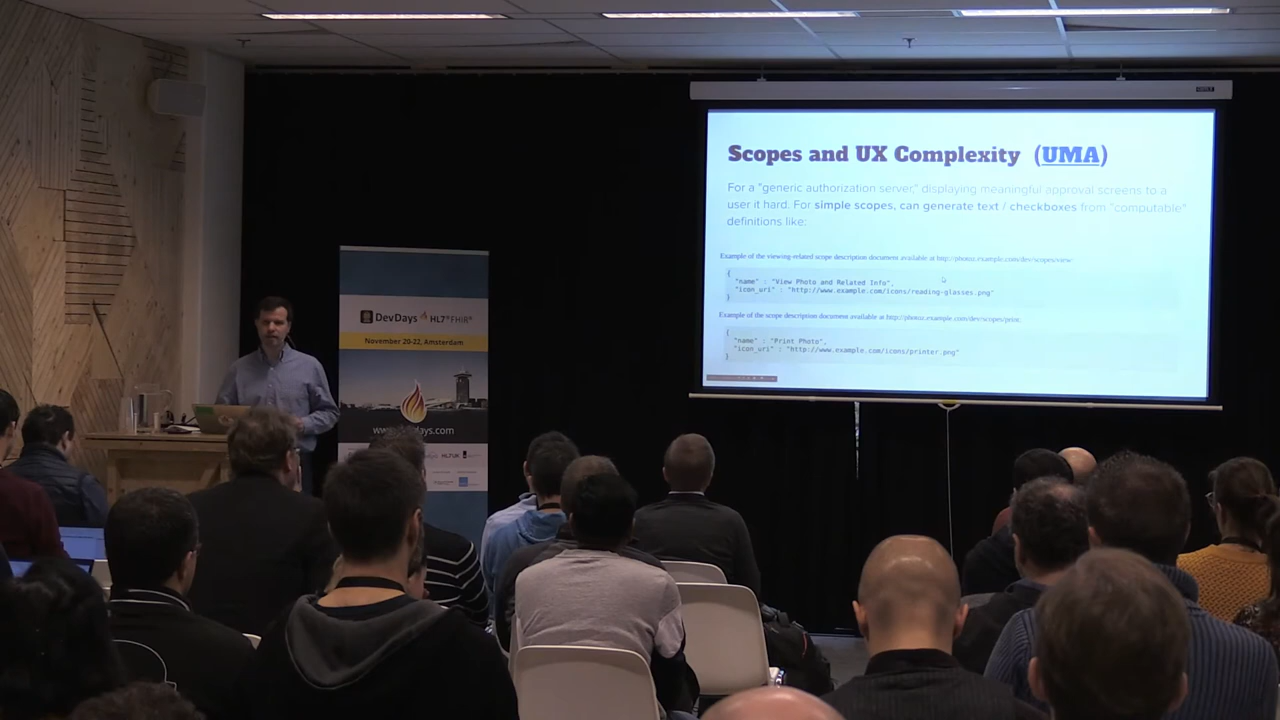 Scopes and UX Complexity (UMA)
For a "generic authorization server," displaying meaningful approval screens to a
user it hard. For simple scopes, can generate text / checkboxes from "computable"
definitions like:
Example of the viewing-related scope description document available at http://photoz.example.com/dev/scopes/view:
{
"name" : "View Photo and Related Info",
"icon_uri" : "http://www.example.com/icons/reading-glasses.png"
}
Example of the scope description document available at http://photoz.example.com/dev/scopes/print:
{
"name" : "Print Photo",
"icon_uri" : "http://www.example.com/icons/printer.png"
}
DevDays HL7® FHIR®
November 20-22, Amsterdam
HL7UK